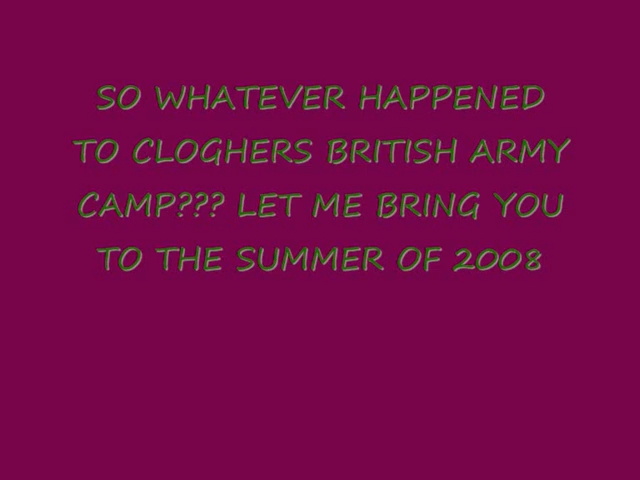 SO WHATEVER HAPPENED
TO CLOGHERS BRITISH ARMY
CAMP??? LET ME BRING YOU
TO THE SUMMER OF 2008